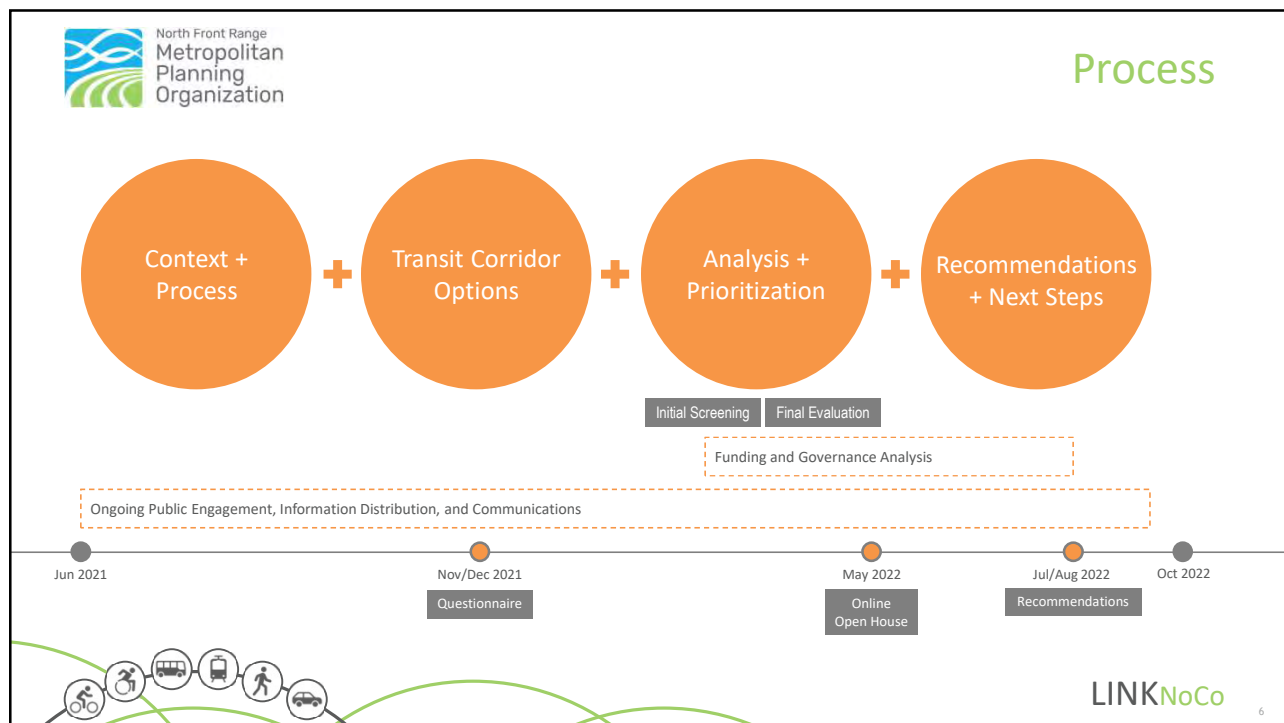 North Front Range
Metropolitan
Planning
Organization
Process
Context +
Process
Transit Corridor
Options
Analysis +
Prioritization
Recommendations
+ Next Steps
Initial Screening
Final Evaluation
Funding and Governance Analysis
Ongoing Public Engagement, Information Distribution, and Communications
Jun 2021
Nov/Dec 2021
May 2022
Jul/Aug 2022
Oct 2022
Questionnaire
Online
Open House
Recommendations
LINKNoCo
6